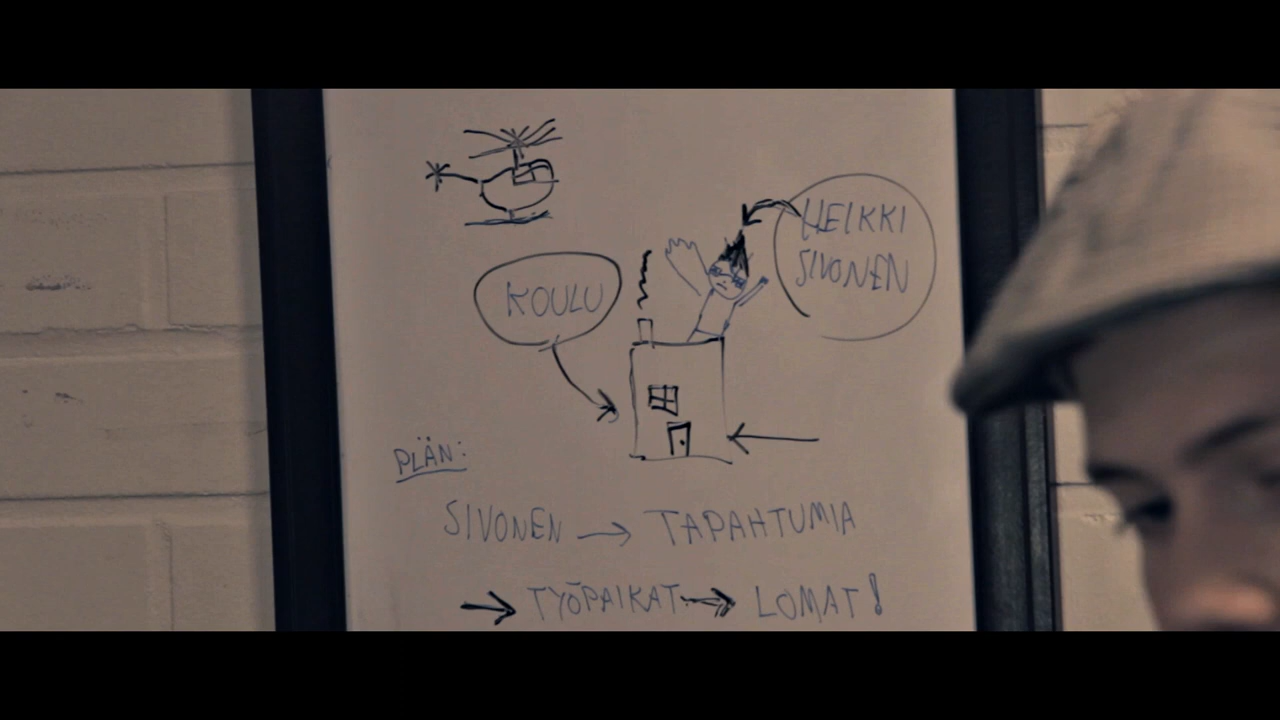 HEIKKI
SIVONEN
KOULU
PLÄN:
SIVONEN → TAPAHTUMIA
→ TYÖPAIKAT → LOMAT!